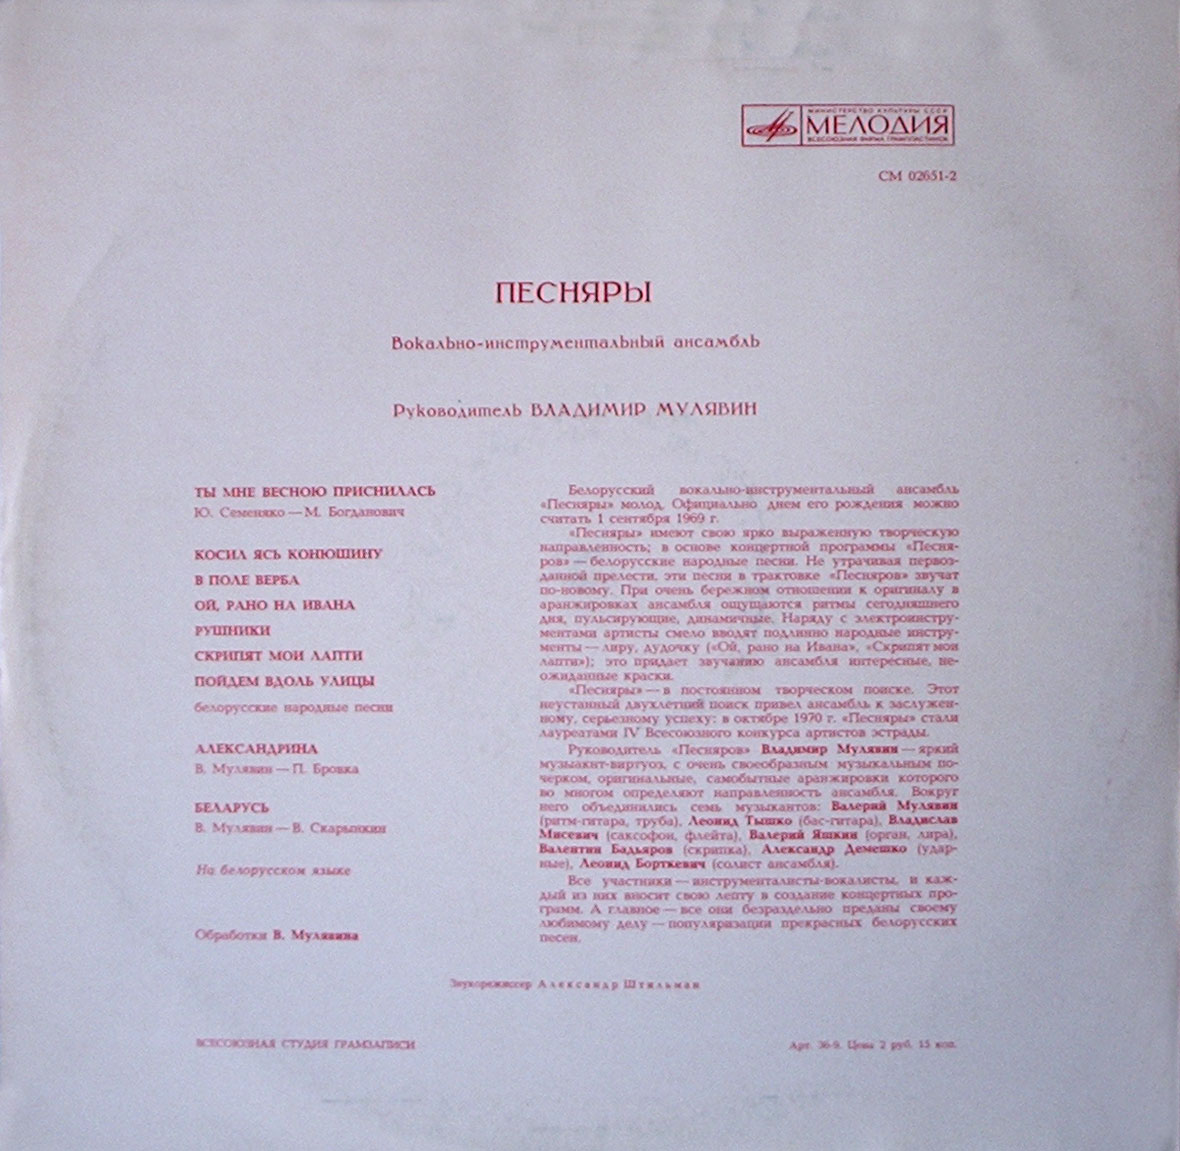 МИНИСТЕРСТВО КУЛЬТУРЫ СССР
МЕЛОДИЯ
ВСЕСОЮЗНАЯ ФИРМА ГРАМПЛАСТИНОК
СМ 02651-2
ПЕСНЯРЫ
Вокально-инструментальный ансамбль
Руководитель ВЛАДИМИР МУЛЯВИН
ТЫ МНЕ ВЕСНОЮ ПРИСНИЛАСЬ
Ю. Семеняко — М. Богданович
КОСИЛ ЯСЬ КОНЮШИНУ
В ПОЛЕ ВЕРБА
ОЙ, РАНО НА ИВАНА
РУШНИКИ
СКРИПЯТ МОИ ЛАПТИ
ПОЙДЕМ ВДОЛЬ УЛИЦЫ
белорусские народные песни
АЛЕКСАНДРИНА
В. Мулявин — П. Бровка
БЕЛАРУСЬ
В. Мулявин — В. Скарынкин
На белорусском языке
Обработки В. Мулявина
Белорусский вокально-инструментальный ансамбль
«Песняры» молод. Официально днем его рождения можно
считать 1 сентября 1969 г.
«Песняры» имеют свою ярко выраженную творческую
направленность; в основе концертной программы «Песня-
ров» — белорусские народные песни. Не утрачивая первоз-
данной прелести, эти песни в трактовке «Песняров» звучат
по-новому. При очень бережном отношении к оригиналу в
аранжировках ансамбля ощущаются ритмы сегодняшнего
дня, пульсирующие, динамичные. Наряду с электроинстру-
ментами артисты смело вводят подлинно народные инстру-
менты — лиру, дудочку («Ой, рано на Ивана», «Скрипят мои
лапти»); это придает звучанию ансамбля интересные, не-
ожиданные краски.
«Песняры» — в постоянном творческом поиске. Этот
неустанный двухлетний поиск привел ансамбль к заслужен-
ному, серьезному успеху: в октябре 1970 г. «Песняры» стали
лауреатами IV Всесоюзного конкурса артистов эстрады.
Руководитель «Песняров» Владимир Мулявин — яркий
музыакнт-виртуоз, с очень своеобразным музыкальным по-
черком, оригинальные, самобытные аранжировки которого
во многом определяют направленность ансамбля. Вокруг
него объединились семь музыкантов: Валерий Мулявин
(ритм-гитара, труба), Леонид Тышко (бас-гитара), Владислав
Мисевич (саксофон, флейта), Валерий Яшкин (орган, лира),
Валентин Бадьяров (скрипка), Александр Демешко (удар-
ные), Леонид Борткевич (солист ансамбля).
Все участники — инструменталисты-вокалисты, и каж-
дый из них вносит свою лепту в создание концертных про-
грамм. А главное — все они безраздельно преданы своему
любимому делу — популяризации прекрасных белорусских
песен.
Звукорежиссер Александр Штильман
ВСЕСОЮЗНАЯ СТУДИЯ ГРАМЗАПИСИ
Арт. 36-9. Цена 2 руб. 15 коп.